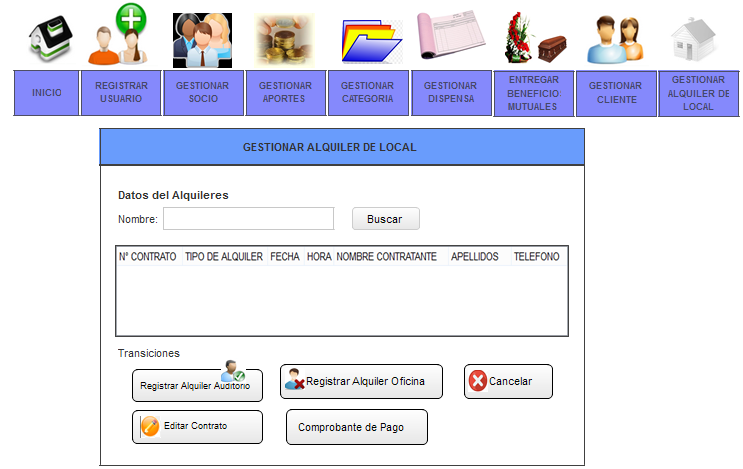 INICIO
REGISTRAR
USUARIO
GESTIONAR
SOCIO
GESTIONAR
APORTES
GESTIONAR
CATEGORIA
GESTIONAR
DISPENSA
ENTREGAR
BENEFICIO:
MUTUALES
GESTIONAR
CLIENTE
GESTIONAR
ALQUILER DE
LOCAL
GESTIONAR ALQUILER DE LOCAL
Datos del Alquileres
Nombre:
Buscar
N° CONTRATO TIPO DE ALQUILER FECHA HORA NOMBRE CONTRATANTE APELLIDOS TELEFONO
Transiciones
Registrar Alquiler Auditorio
Registrar Alquiler Oficina
Cancelar
Editar Contrato
Comprobante de Pago